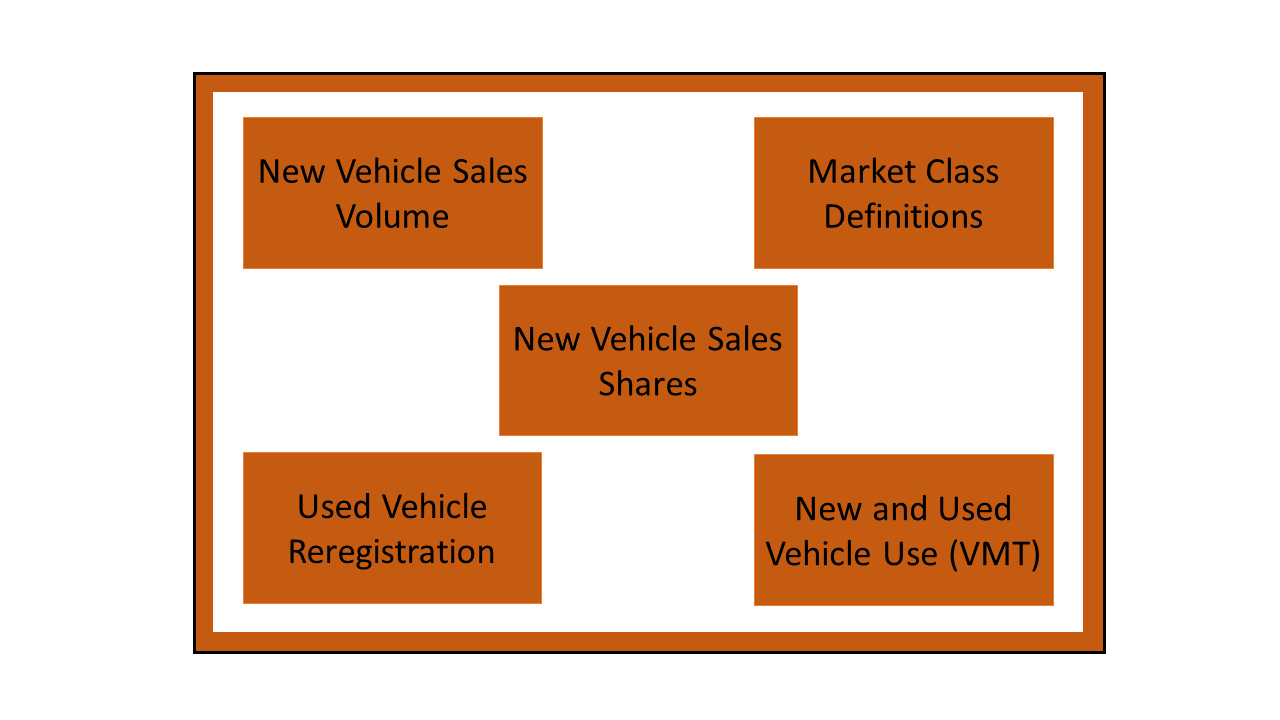 New Vehicle Sales
Volume
Market Class
Definitions
New Vehicle Sales
Shares
Used Vehicle
Reregistration
New and Used
Vehicle Use (VMT)